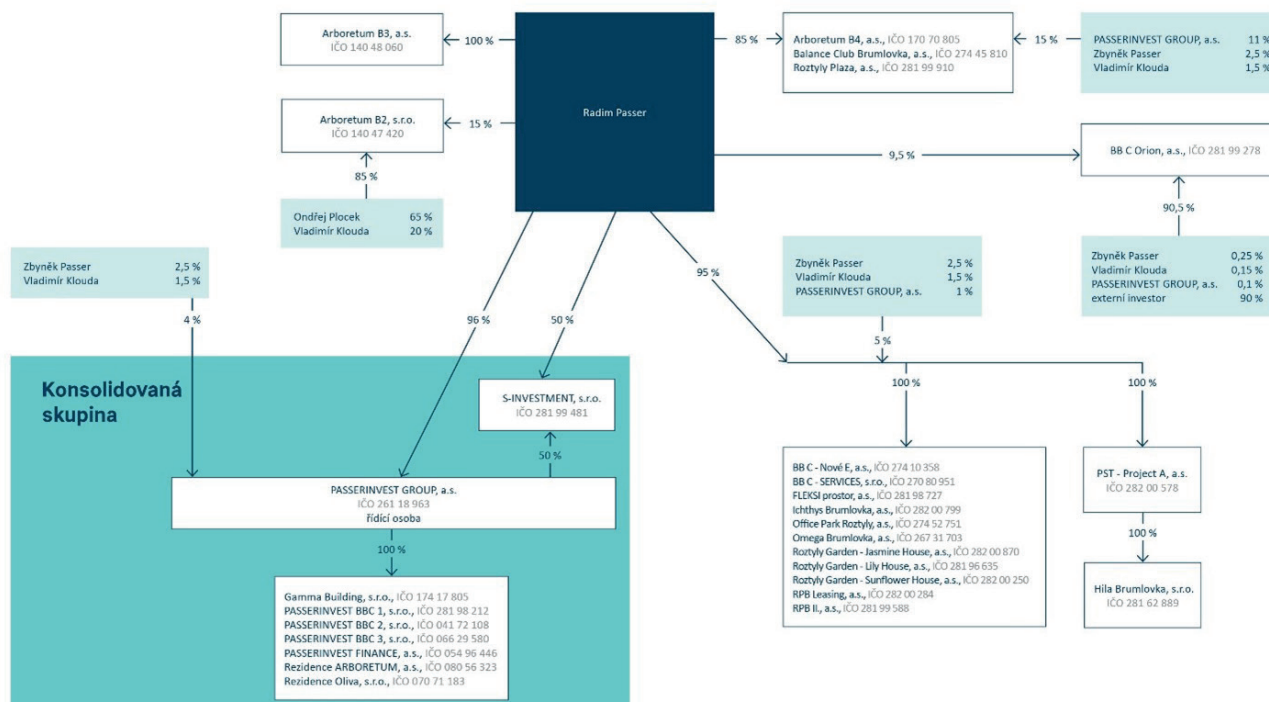 Arboretum B3, a.s.
IČO 140 48 060
100 %
Radim Passer
85 %
Arboretum B4, a.s., IČO 170 70 805
Balance Club Brumlovka, a.s., IČO 274 45 810
Roztyly Plaza, a.s., IČO 281 99 910
15 %
PASSERINVEST GROUP, a.s. 11 %
Zbyněk Passer 2,5 %
Vladimír Klouda 1,5 %
Arboretum B2, s.r.o.
IČO 140 47 420
15 %
9,5 %
BB C Orion, a.s., IČO 281 99 278
85 %
Ondřej Plocek 65 %
Vladimír Klouda 20 %
90,5 %
Zbyněk Passer 0,25 %
Vladimír Klouda 0,15 %
PASSERINVEST GROUP, a.s. 0,1 %
externí investor 90 %
Zbyněk Passer 2,5 %
Vladimír Klouda 1,5 %
4 %
96 %
50 %
95 %
Zbyněk Passer 2,5 %
Vladimír Klouda 1,5 %
PASSERINVEST GROUP, a.s. 1 %
5 %
100 %
100 %
Konsolidovaná
skupina
S-INVESTMENT, s.r.o.
IČO 281 99 481
50 %
PASSERINVEST GROUP, a.s.
IČO 261 18 963
řídící osoba
100 %
Gamma Building, s.r.o., IČO 174 17 805
PASSERINVEST BBC 1, s.r.o., IČO 281 98 212
PASSERINVEST BBC 2, s.r.o., IČO 041 72 108
PASSERINVEST BBC 3, s.r.o., IČO 066 29 580
PASSERINVEST FINANCE, a.s., IČO 054 96 446
Rezidence ARBORETUM, a.s., IČO 080 56 323
Rezidence Oliva, s.r.o., IČO 070 71 183
BB C - Nové E, a.s., IČO 274 10 358
BB C - SERVICES, s.r.o., IČO 270 80 951
FLEKSI prostor, a.s., IČO 281 98 727
Ichthys Brumlovka, a.s., IČO 282 00 799
Office Park Roztyly, a.s., IČO 274 52 751
Omega Brumlovka, a.s., IČO 267 31 703
Roztyly Garden - Jasmine House, a.s., IČO 282 00 870
Roztyly Garden - Lily House, a.s., IČO 281 96 635
Roztyly Garden - Sunflower House, a.s., IČO 282 00 250
RPB Leasing, a.s., IČO 282 00 284
RPB II., a.s., IČO 281 99 588
PST - Project A, a.s.
IČO 282 00 578
100 %
Hila Brumlovka, s.r.o.
IČO 281 62 889